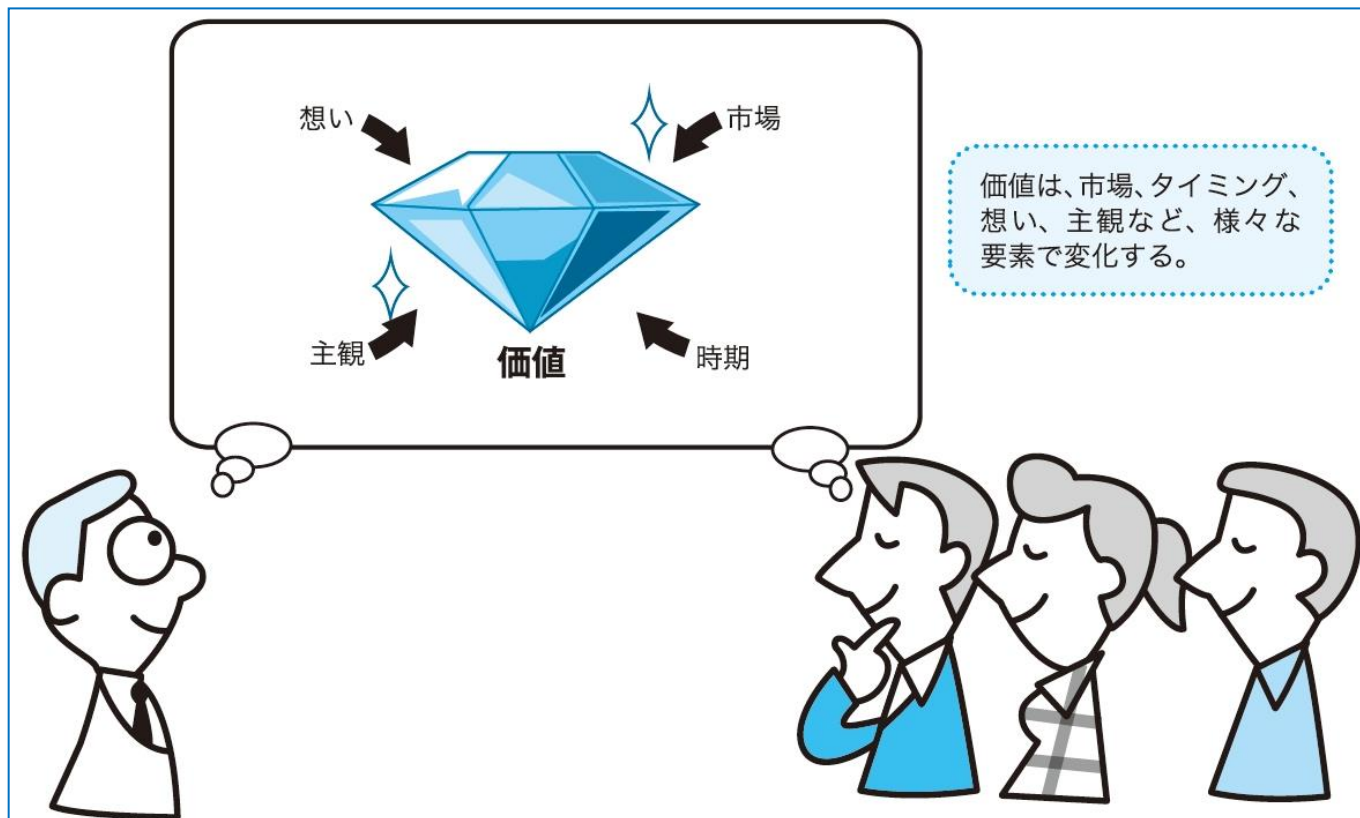 想い
市場
主観
価値
時期
価値は、市場、タイミング、
想い、主観など、様々な
要素で変化する。